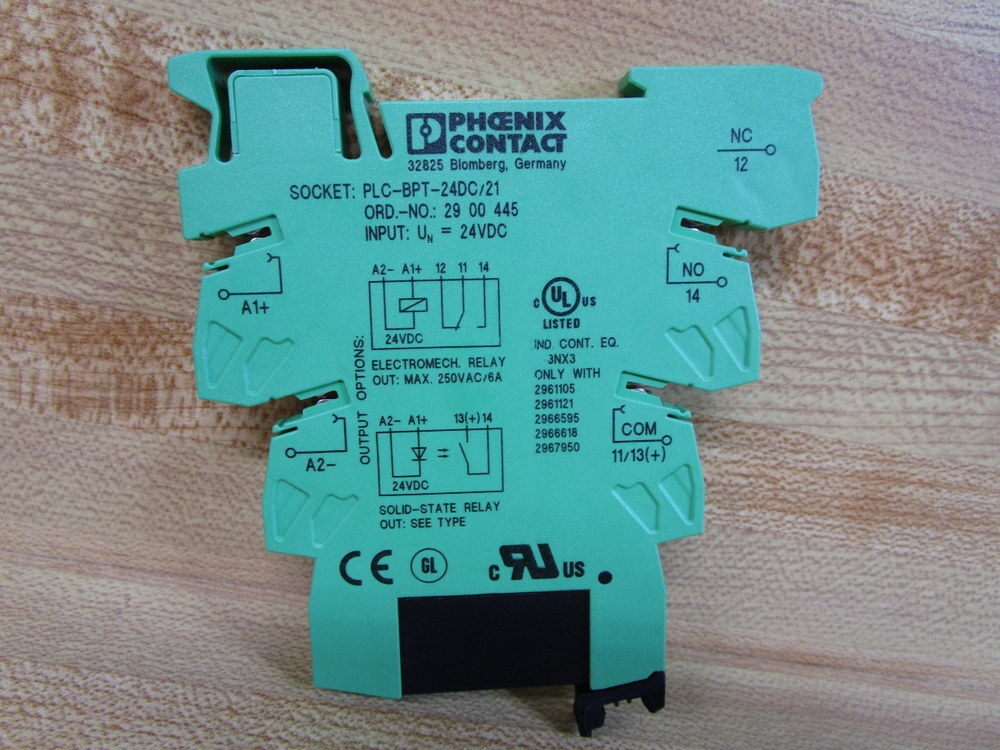 PHŒNIX
CONTACT
32825 Blomberg, Germany
SOCKET: PLC-BPT-24DC/21
ORD.-NO.: 29 00 445
INPUT: UN = 24VDC
NC
12
A1+
NO
14
A2-
COM
11/13(+)
OUTPUT OPTIONS:
A2- A1+ 12 11 14
24VDC
ELECTROMECH. RELAY
OUT: MAX. 250VAC/6A
A2- A1+ 13(+) 14
24VDC
SOLID-STATE RELAY
OUT: SEE TYPE
C UL US
LISTED
IND. CONT. EQ.
3NX3
ONLY WITH
2961105
2961121
2966595
2966618
2967950
CE GL C RU US